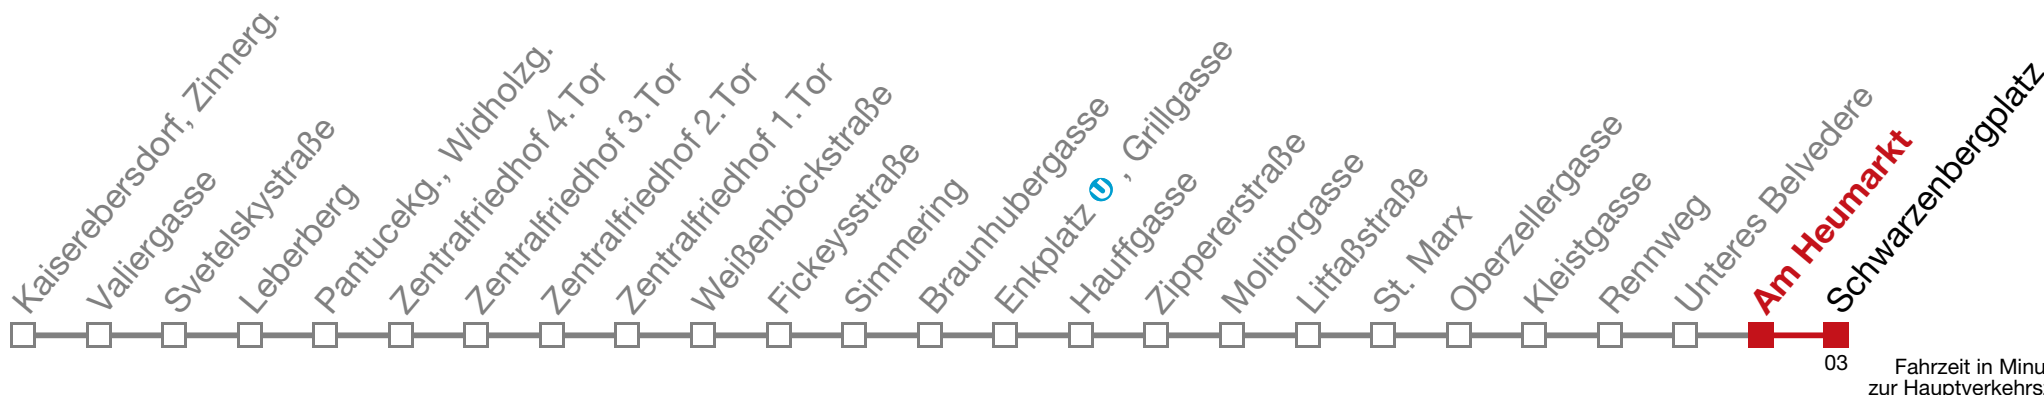 Kaiserebersdorf, Zinnerg.
Valiergasse
Svetelskystraße
Leberberg
Pantucekg., Widholzg.
Zentralfriedhof 4. Tor
Zentralfriedhof 3. Tor
Zentralfriedhof 2. Tor
Zentralfriedhof 1. Tor
Weißenböckstraße
Fickeysstraße
Simmering
Braunhubergasse
Enkplatz U, Grillgasse
Hauffgasse
Zippererstraße
Molitorgasse
Litfaßstraße
St. Marx
Oberzellergasse
Kleistgasse
Rennweg
Unteres Belvedere
Am Heumarkt
Schwarzenbergplatz
03
Fahrzeit in Minu
zur Hauptverkehrs